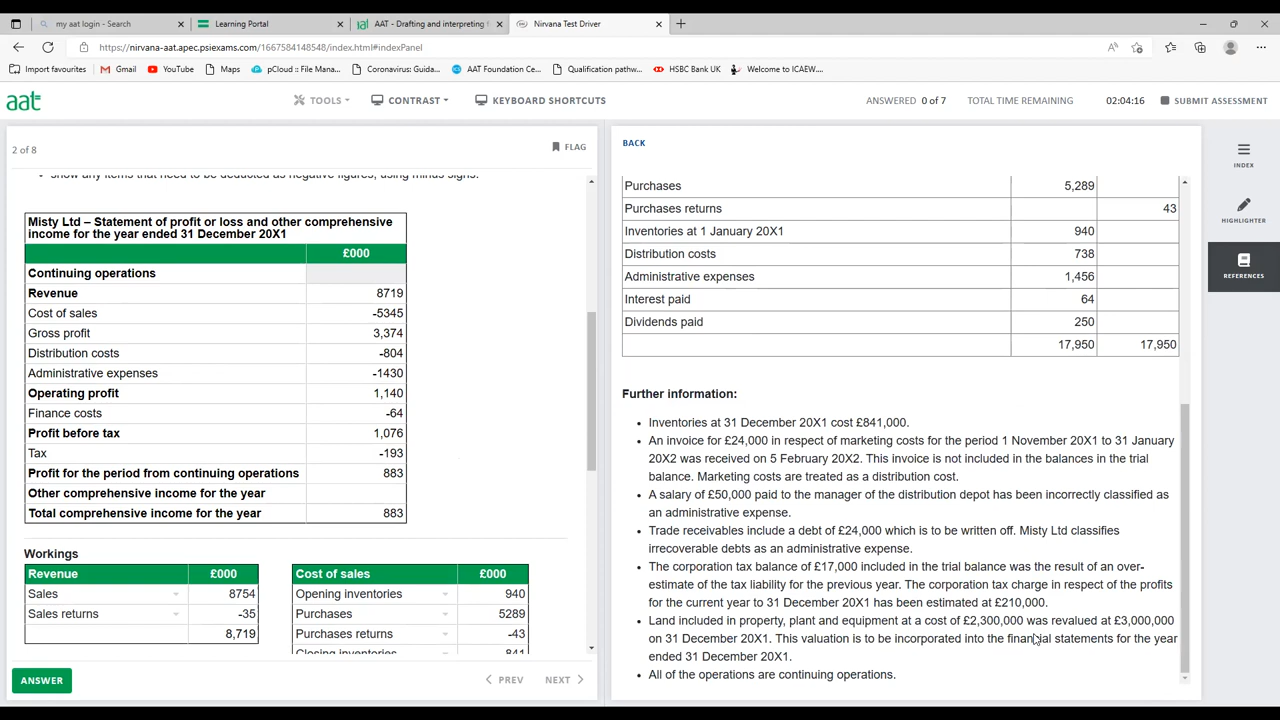 my aat login - Search
Learning Portal
AAT - Drafting and interpreting f
Nirvana Test Driver
https://nirvana-aat.apec.psiexams.com/1667584148548/index.html#indexPanel
Import favourites
Gmail
YouTube
Maps
pCloud :: File Mana...
Coronavirus: Guida...
AAT Foundation Ce...
Qualification pathw...
HSBC Bank UK
Welcome to ICAEW....
aat
TOOLS
CONTRAST
KEYBOARD SHORTCUTS
ANSWERED 0 of 7
TOTAL TIME REMAINING
02:04:16
SUBMIT ASSESSMENT
2 of 8
FLAG
show any items that need to be deducted as negative figures, using minus signs.
Misty Ltd – Statement of profit or loss and other comprehensive
income for the year ended 31 December 20X1
£000
Continuing operations
Revenue 8719
Cost of sales -5345
Gross profit 3,374
Distribution costs -804
Administrative expenses -1430
Operating profit 1,140
Finance costs -64
Profit before tax 1,076
Tax -193
Profit for the period from continuing operations 883
Other comprehensive income for the year
Total comprehensive income for the year 883
Workings
Revenue £000
Sales 8754
Sales returns -35
8,719
Cost of sales £000
Opening inventories 940
Purchases 5289
Purchases returns -43
Closing inventories 841
ANSWER
PREV
NEXT
BACK
Purchases 5,289
Purchases returns 43
Inventories at 1 January 20X1 940
Distribution costs 738
Administrative expenses 1,456
Interest paid 64
Dividends paid 250
17,950 17,950
Further information:
Inventories at 31 December 20X1 cost £841,000.
An invoice for £24,000 in respect of marketing costs for the period 1 November 20X1 to 31 January
20X2 was received on 5 February 20X2. This invoice is not included in the balances in the trial
balance. Marketing costs are treated as a distribution cost.
A salary of £50,000 paid to the manager of the distribution depot has been incorrectly classified as
an administrative expense.
Trade receivables include a debt of £24,000 which is to be written off. Misty Ltd classifies
irrecoverable debts as an administrative expense.
The corporation tax balance of £17,000 included in the trial balance was the result of an over-
estimate of the tax liability for the previous year. The corporation tax charge in respect of the profits
for the current year to 31 December 20X1 has been estimated at £210,000.
Land included in property, plant and equipment at a cost of £2,300,000 was revalued at £3,000,000
on 31 December 20X1. This valuation is to be incorporated into the financial statements for the year
ended 31 December 20X1.
All of the operations are continuing operations.
INDEX
HIGHLIGHTER
REFERENCES